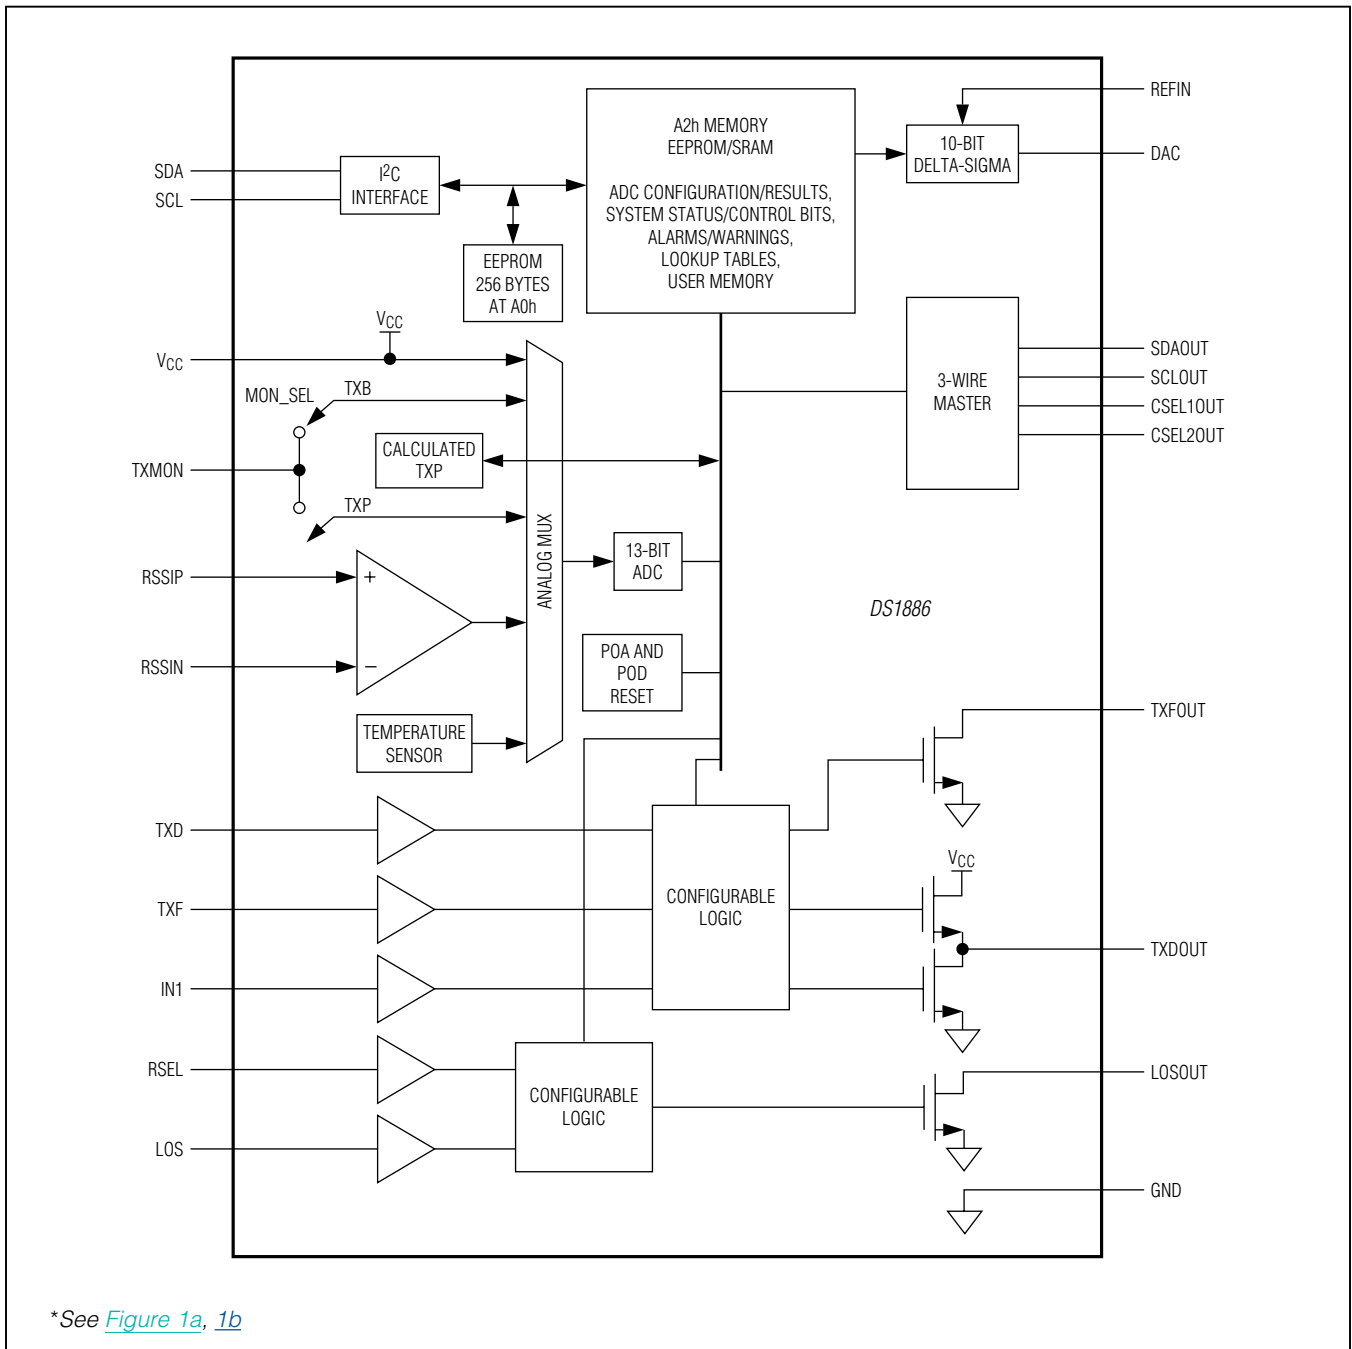 REFIN
DAC
10-BIT
DELTA-SIGMA
A2h MEMORY
EEPROM/SRAM
ADC CONFIGURATION/RESULTS,
SYSTEM STATUS/CONTROL BITS,
ALARMS/WARNINGS,
LOOKUP TABLES,
USER MEMORY
SDA
SCL
I²C
INTERFACE
EEPROM
256 BYTES
AT A0h
VCC
VCC
MON_SEL
TXB
TXMON
CALCULATED
TXP
TXP
ANALOG MUX
13-BIT
ADC
3-WIRE
MASTER
SDAOUT
SCLOUT
CSEL1OUT
CSEL2OUT
RSSIP
+
RSSIN
−
DS1886
POA AND
POD
RESET
TEMPERATURE
SENSOR
TXFOUT
TXD
TXF
IN1
CONFIGURABLE
LOGIC
VCC
TXDOUT
RSEL
LOS
CONFIGURABLE
LOGIC
LOSOUT
GND
*See Figure 1a, 1b